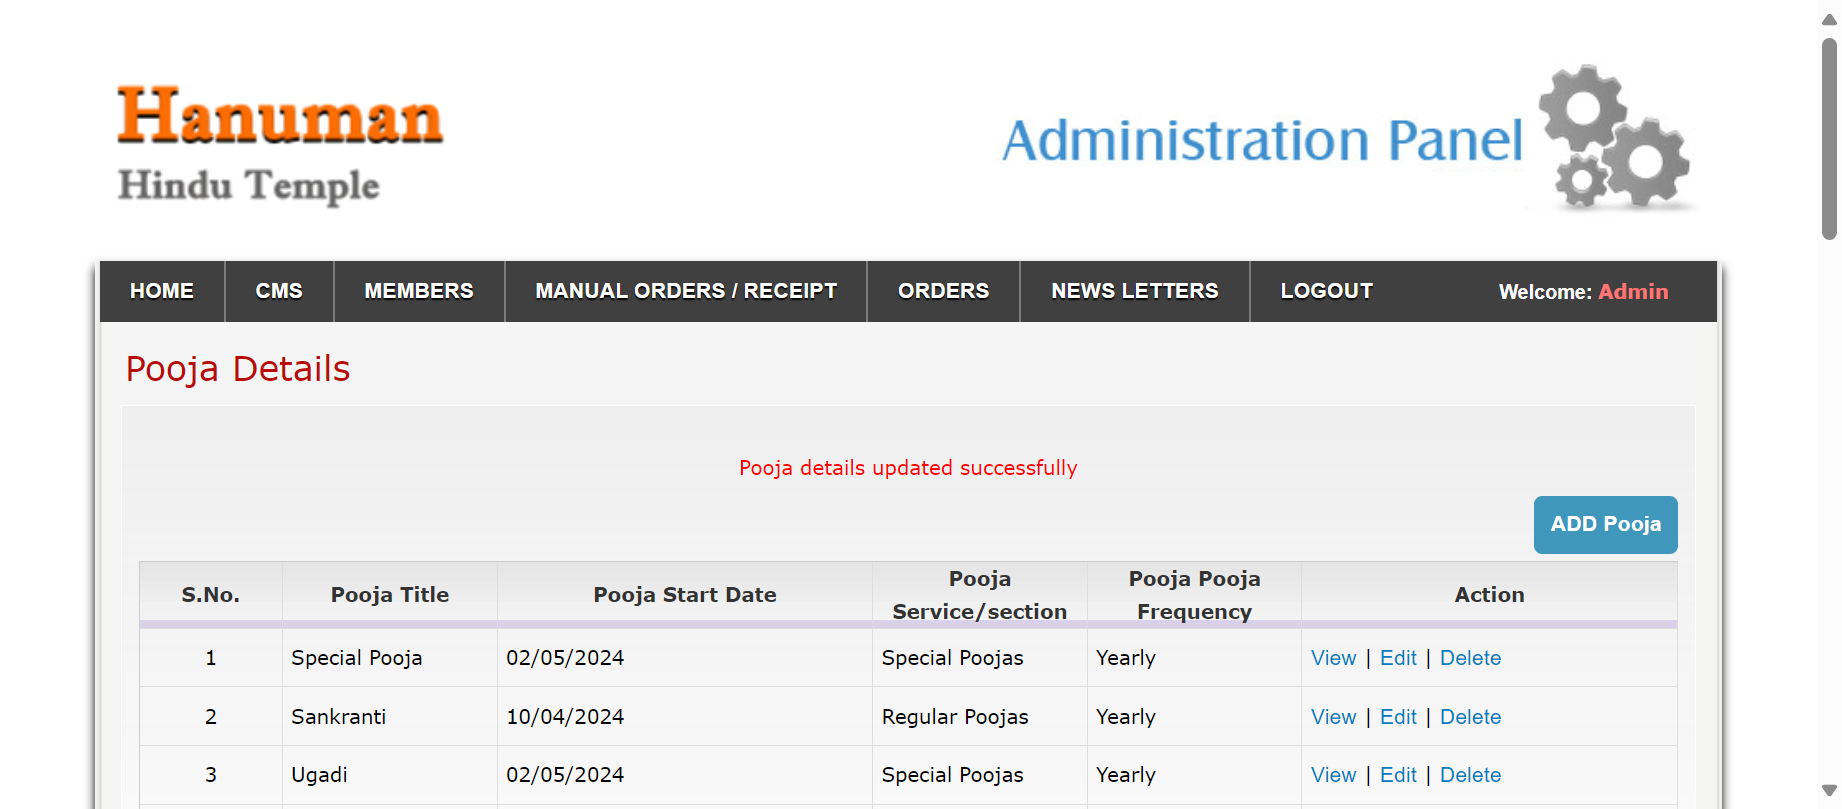 Hanuman
Hindu Temple
Administration Panel
HOME CMS MEMBERS MANUAL ORDERS / RECEIPT ORDERS NEWS LETTERS LOGOUT Welcome: Admin
Pooja Details
Pooja details updated successfully
ADD Pooja
S.No. Pooja Title Pooja Start Date Pooja Service/section Pooja Pooja Frequency Action
1 Special Pooja 02/05/2024 Special Poojas Yearly View | Edit | Delete
2 Sankranti 10/04/2024 Regular Poojas Yearly View | Edit | Delete
3 Ugadi 02/05/2024 Special Poojas Yearly View | Edit | Delete